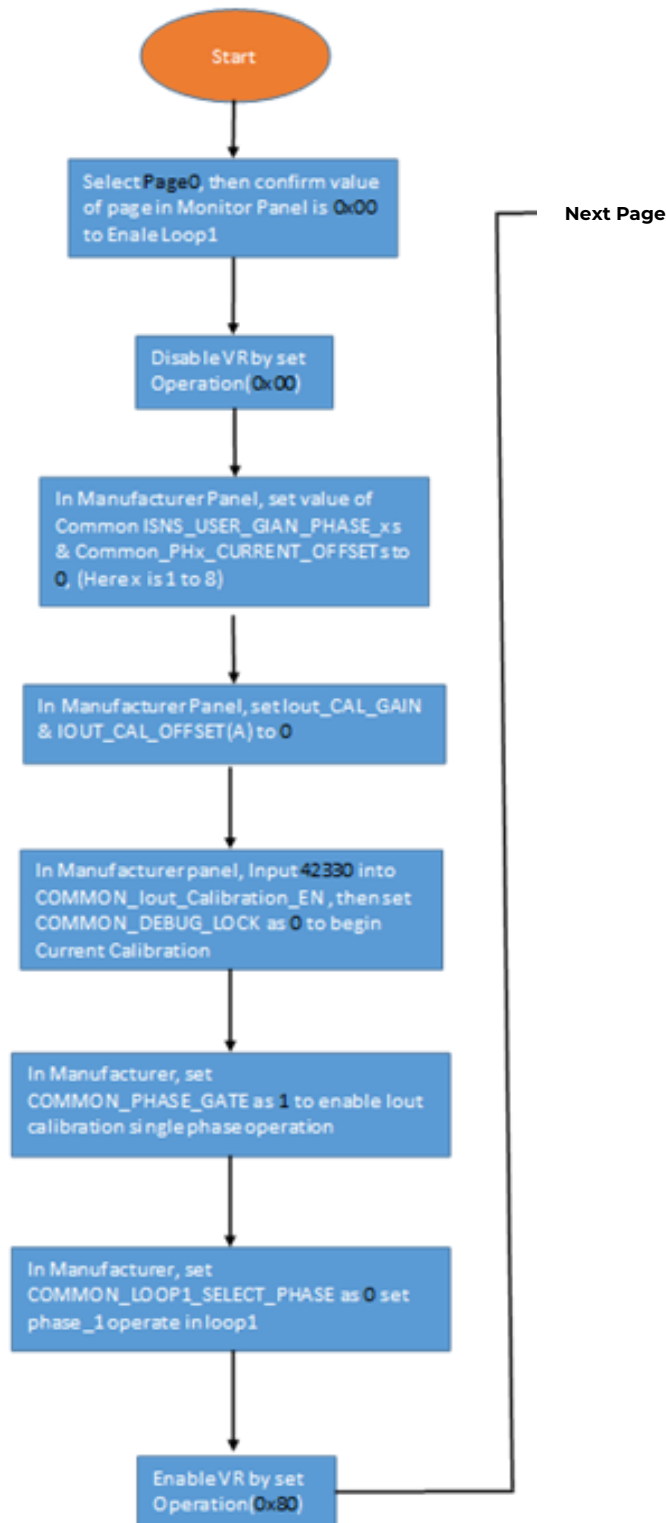 Start
Select Page0, then confirm value
of page in Monitor Panel is 0x00
to Enale Loop1
Next Page
Disable VR by set
Operation(0x00)
In Manufacturer Panel, set value of
Common ISNS_USER_GIAN_PHASE_xs
& Common_PHx_CURRENT_OFFSETs to
0, (Here x is 1 to 8)
In Manufacturer Panel, set Iout_CAL_GAIN
& IOUT_CAL_OFFSET(A) to 0
In Manufacturer panel, Input 42330 into
COMMON_Iout_Calibration_EN , then set
COMMON_DEBUG_LOCK as 0 to begin
Current Calibration
In Manufacturer, set
COMMON_PHASE_GATE as 1 to enable Iout
calibration single phase operation
In Manufacturer, set
COMMON_LOOP1_SELECT_PHASE as 0 set
phase_1 operate in loop1
Enable VR by set
Operation(0x80)